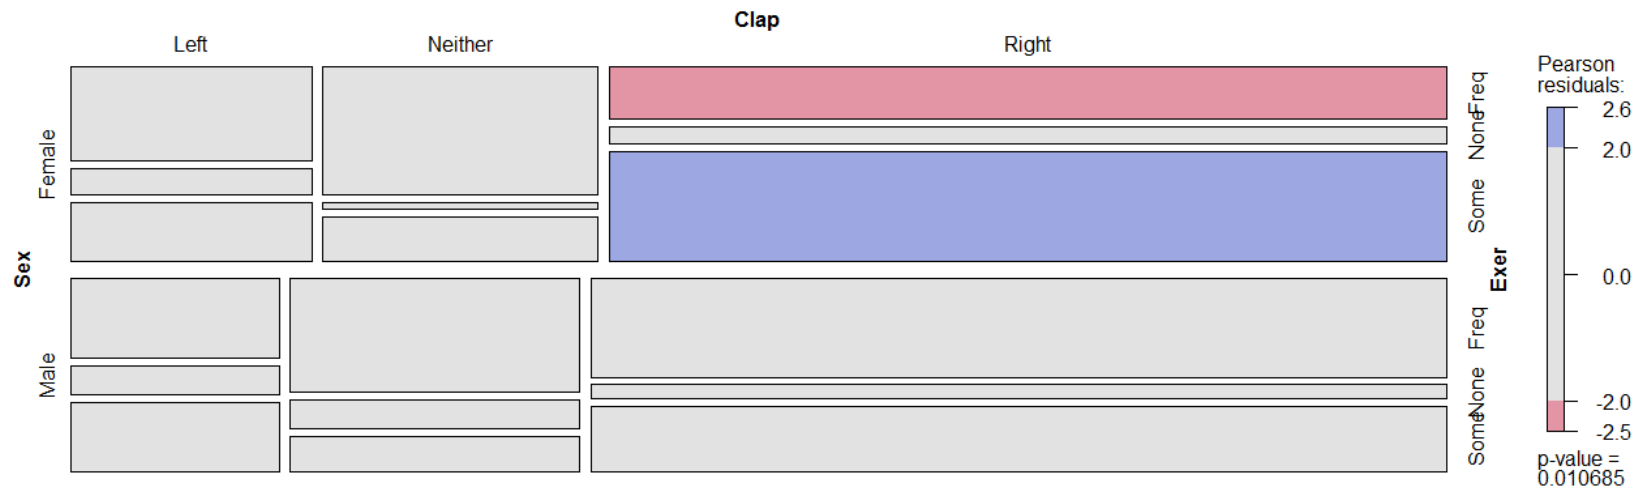 Clap
Left Neither Right
Sex
Female
Male
Freq
None
Some
Freq
None
Some
Exer
Pearson
residuals:
2.6
2.0
0.0
-2.0
-2.5
p-value =
0.010685